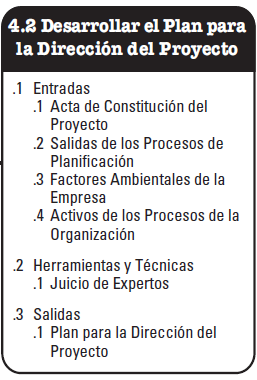 4.2 Desarrollar el Plan para
la Dirección del Proyecto
.1 Entradas
.1 Acta de Constitución del
Proyecto
.2 Salidas de los Procesos de
Planificación
.3 Factores Ambientales de la
Empresa
.4 Activos de los Procesos de la
Organización
.2 Herramientas y Técnicas
.1 Juicio de Expertos
.3 Salidas
.1 Plan para la Dirección del
Proyecto